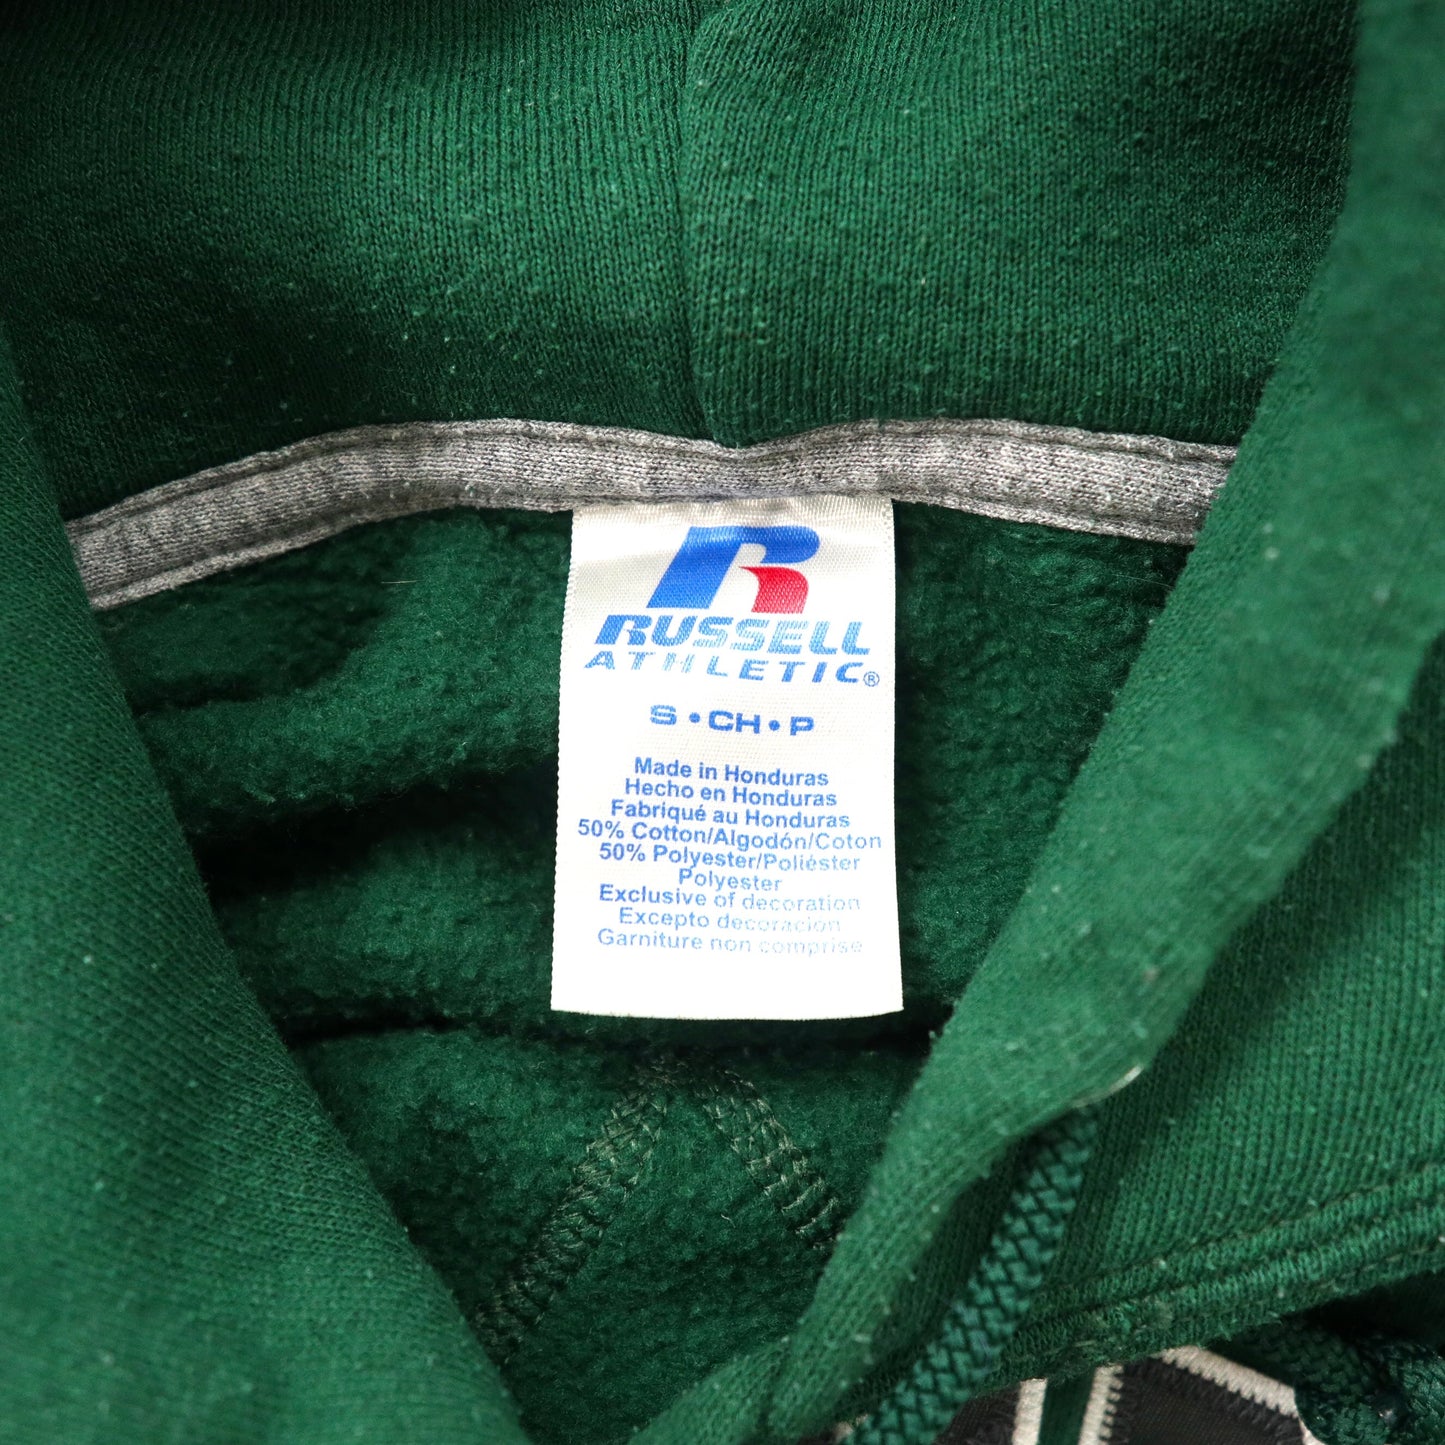 R
RUSSELL
ATHLETIC®
S • CH • P
Made in Honduras
Hecho en Honduras
Fabriqué au Honduras
50% Cotton/Algodón/Coton
50% Polyester/Poliéster
Polyester
Exclusive of decoration
Excepto decoración
Garniture non comprise